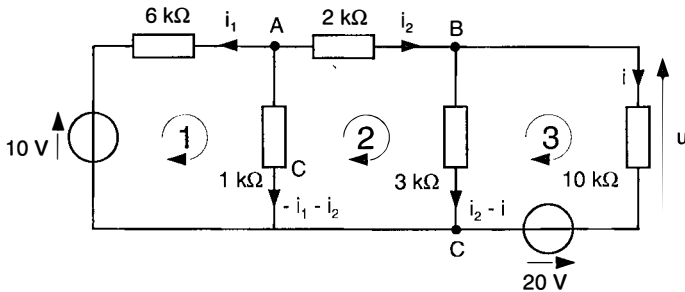 6 kΩ
i₁
A
2 kΩ
i₂
B
i
u
10 V
1
2
3
C
1 kΩ
3 kΩ
10 kΩ
- i₁ - i₂
i₂ - i
C
20 V